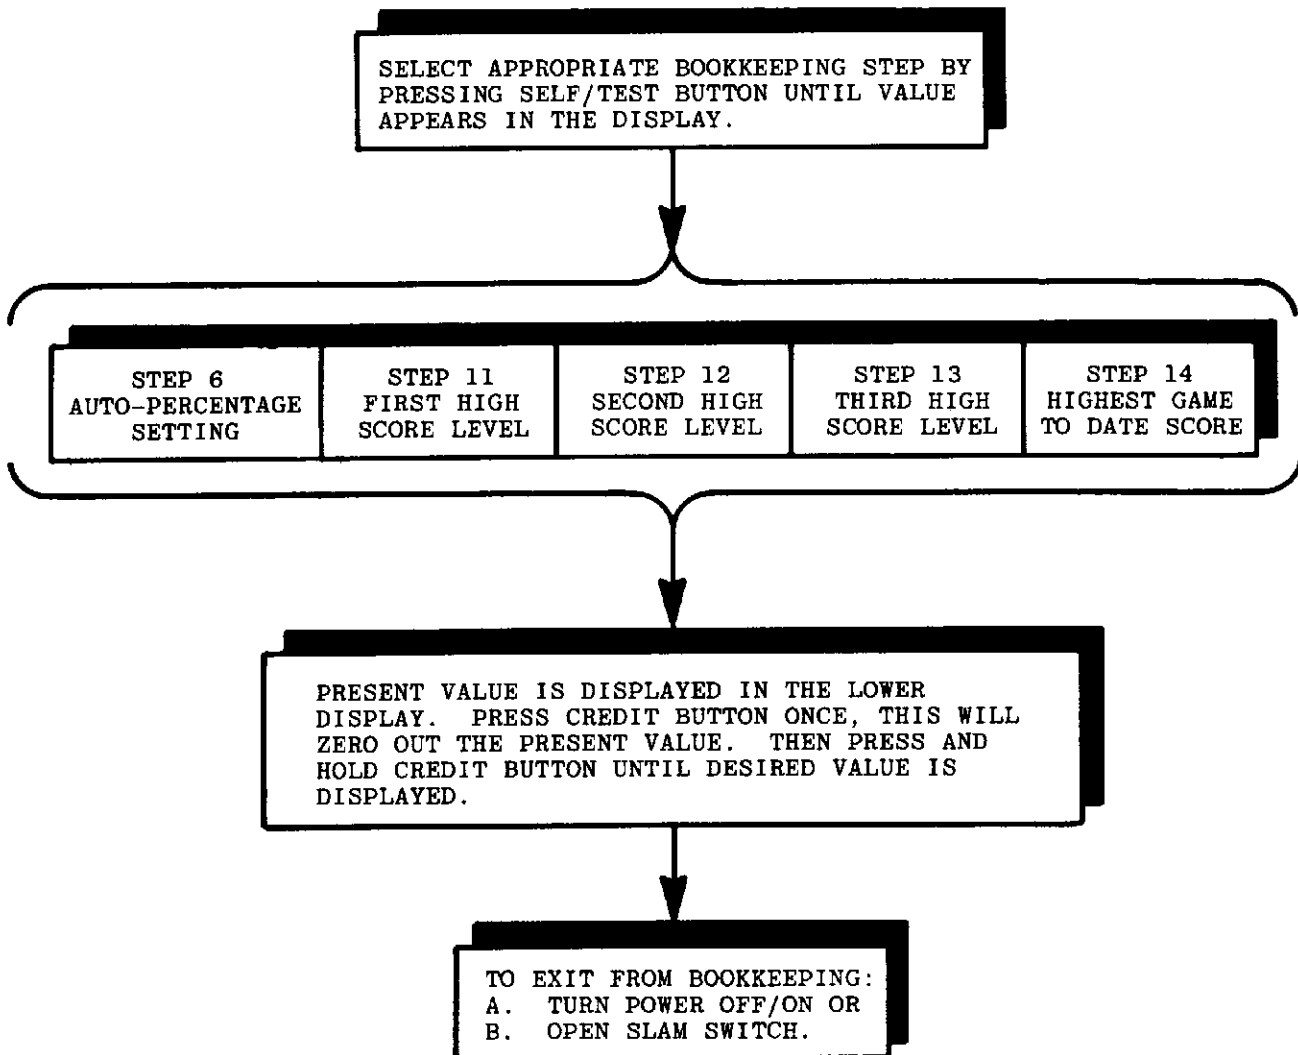 SELECT APPROPRIATE BOOKKEEPING STEP BY
PRESSING SELF/TEST BUTTON UNTIL VALUE
APPEARS IN THE DISPLAY.
STEP 6
AUTO-PERCENTAGE
SETTING
STEP 11
FIRST HIGH
SCORE LEVEL
STEP 12
SECOND HIGH
SCORE LEVEL
STEP 13
THIRD HIGH
SCORE LEVEL
STEP 14
HIGHEST GAME
TO DATE SCORE
PRESENT VALUE IS DISPLAYED IN THE LOWER
DISPLAY. PRESS CREDIT BUTTON ONCE, THIS WILL
ZERO OUT THE PRESENT VALUE. THEN PRESS AND
HOLD CREDIT BUTTON UNTIL DESIRED VALUE IS
DISPLAYED.
TO EXIT FROM BOOKKEEPING:
A. TURN POWER OFF/ON OR
B. OPEN SLAM SWITCH.